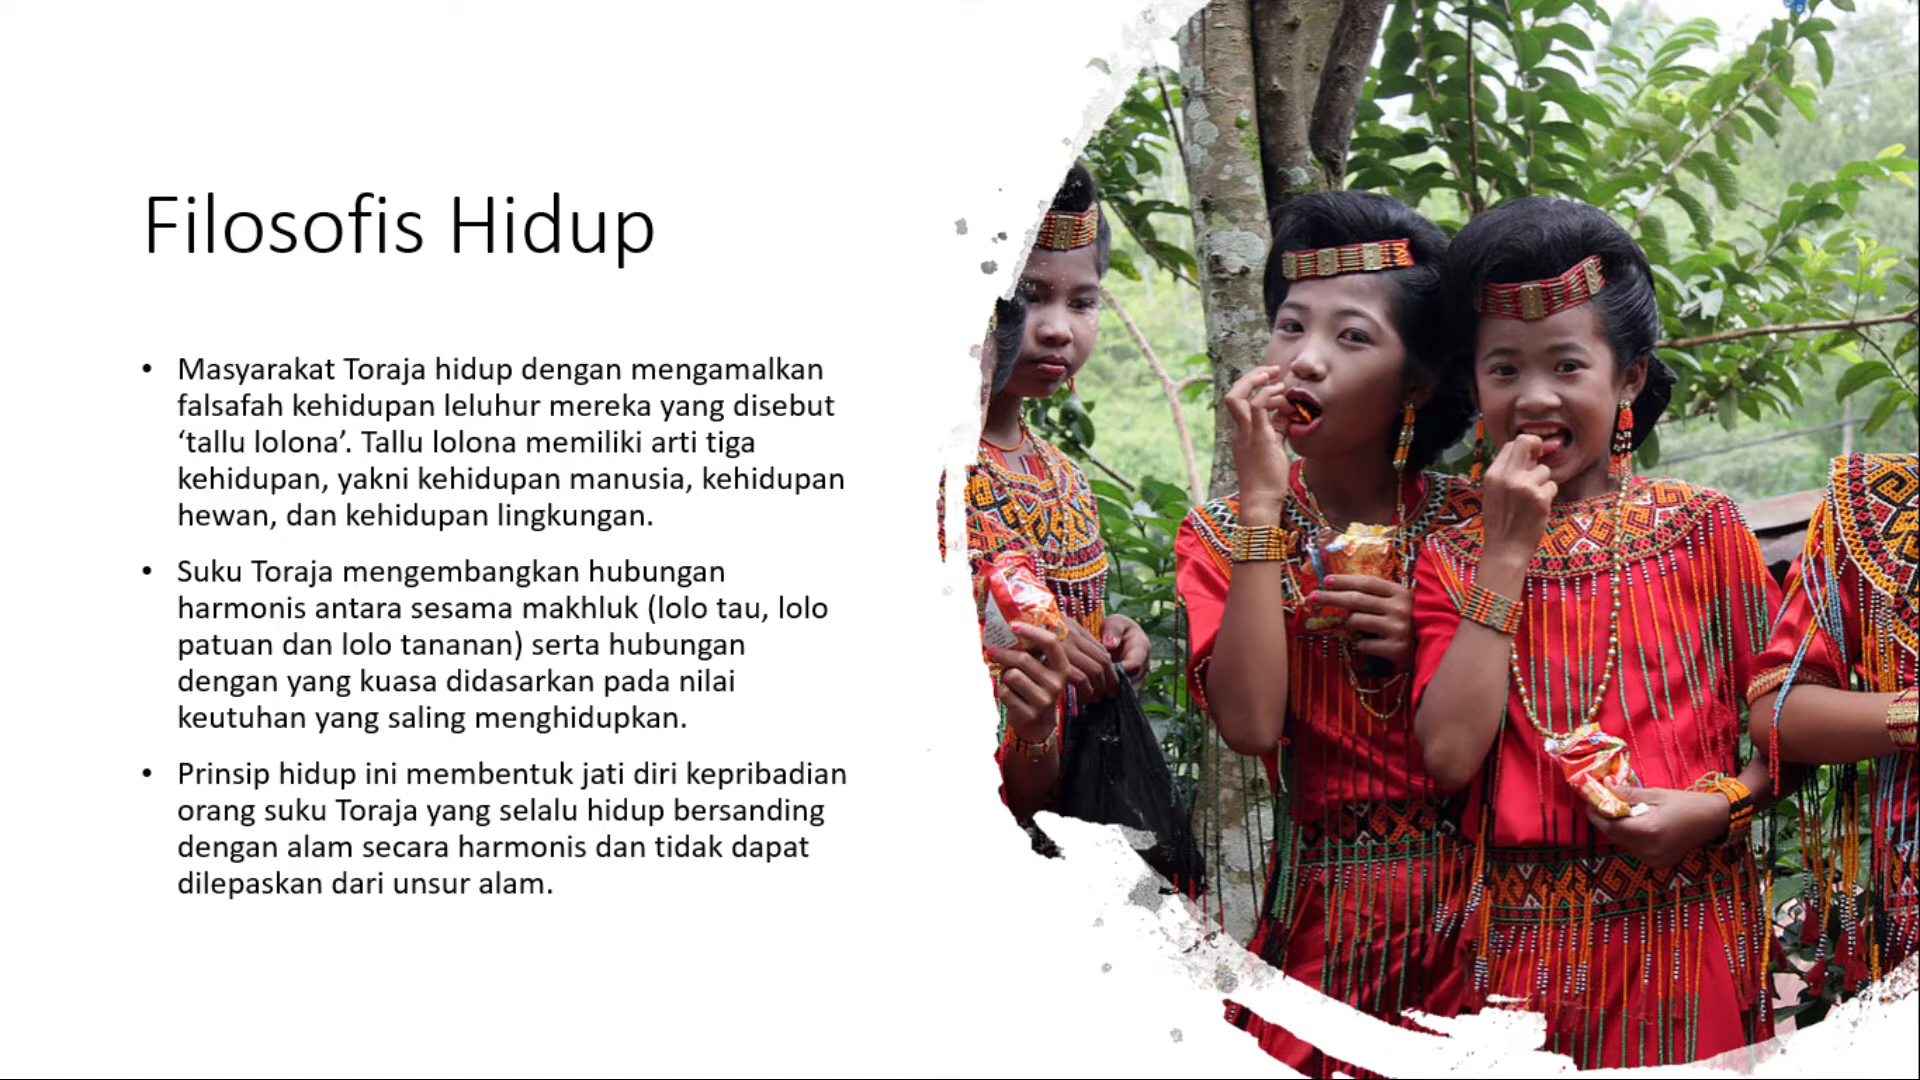 Filosofis Hidup
• Masyarakat Toraja hidup dengan mengamalkan
falsafah kehidupan leluhur mereka yang disebut
‘tallu lolona’. Tallu lolona memiliki arti tiga
kehidupan, yakni kehidupan manusia, kehidupan
hewan, dan kehidupan lingkungan.
• Suku Toraja mengembangkan hubungan
harmonis antara sesama makhluk (lolo tau, lolo
patuan dan lolo tananan) serta hubungan
dengan yang kuasa didasarkan pada nilai
keutuhan yang saling menghidupkan.
• Prinsip hidup ini membentuk jati diri kepribadian
orang suku Toraja yang selalu hidup bersanding
dengan alam secara harmonis dan tidak dapat
dilepaskan dari unsur alam.